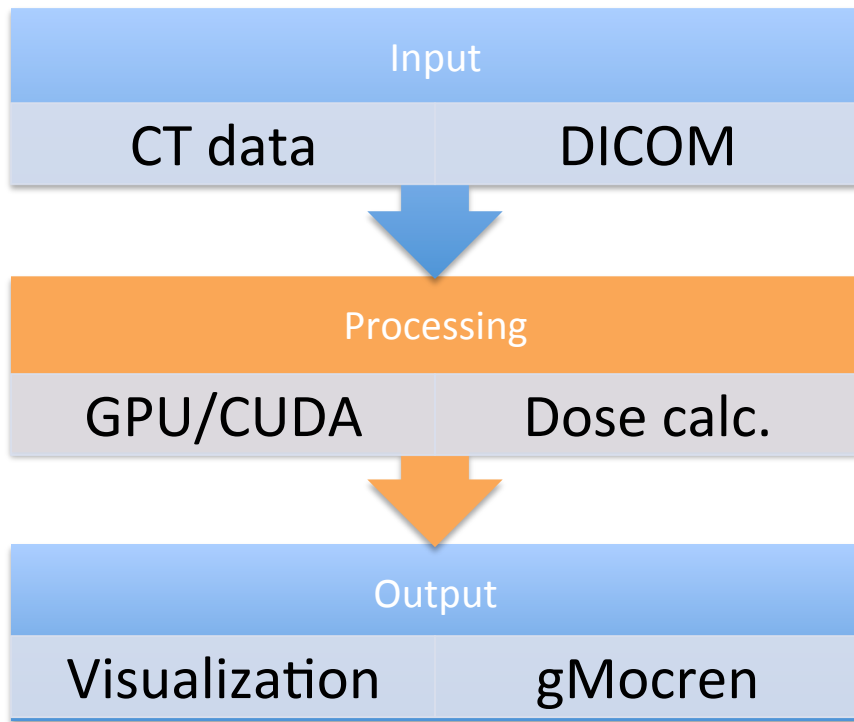 Input
CT data DICOM
Processing
GPU/CUDA Dose calc.
Output
Visualization gMocren